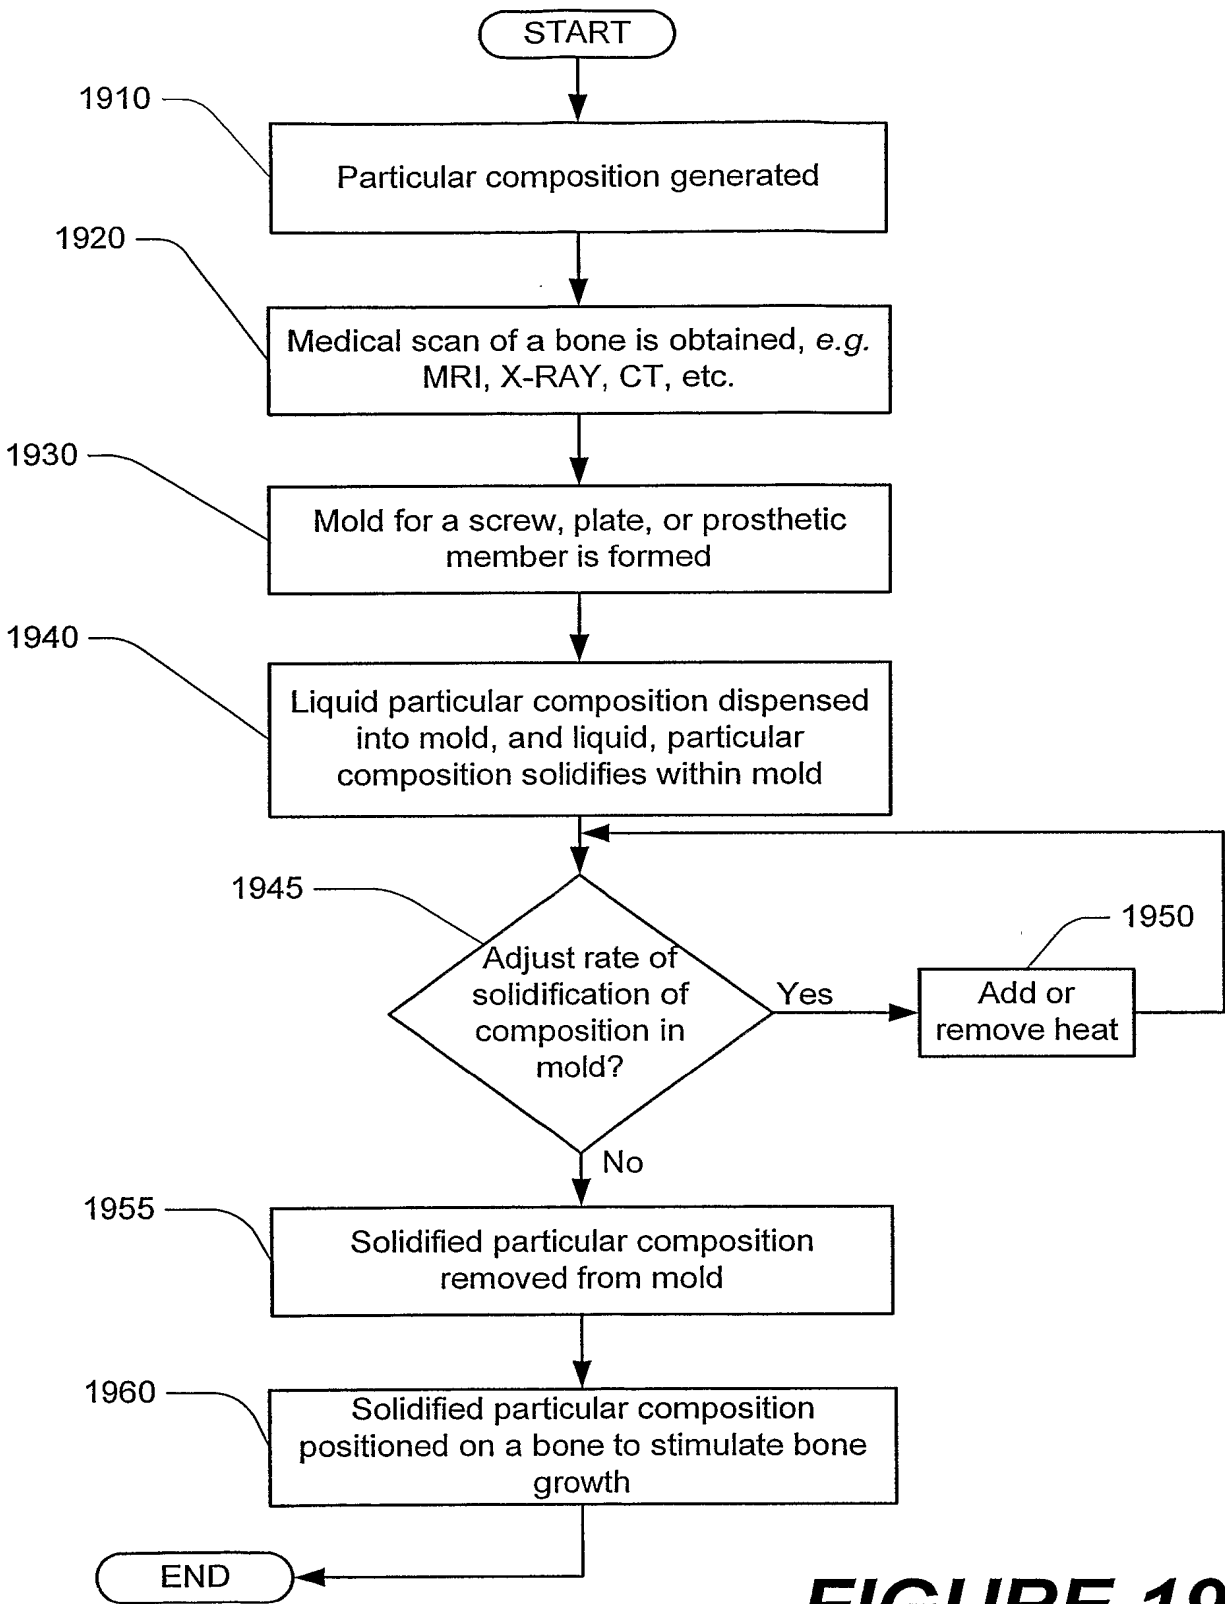 START
1910
Particular composition generated
1920
Medical scan of a bone is obtained, e.g.
MRI, X-RAY, CT, etc.
1930
Mold for a screw, plate, or prosthetic
member is formed
1940
Liquid particular composition dispensed
into mold, and liquid, particular
composition solidifies within mold
1945
Adjust rate of
solidification of
composition in
mold?
Yes
1950
Add or
remove heat
No
1955
Solidified particular composition
removed from mold
1960
Solidified particular composition
positioned on a bone to stimulate bone
growth
END
FIGURE 19